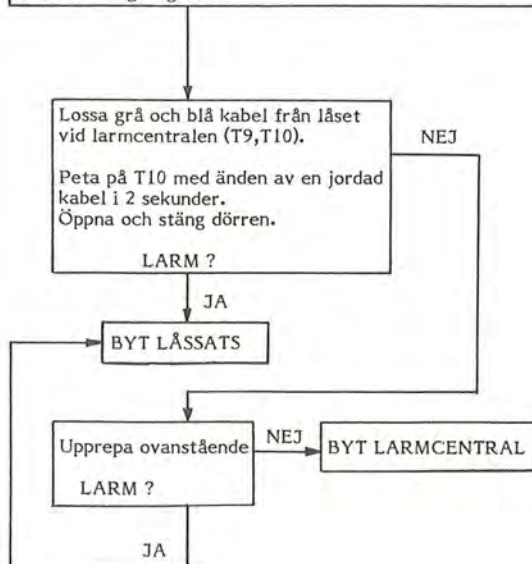 Lossa grå och blå kabel från låset
vid larmcentralen (T9,T10).
NEJ
Peta på T10 med änden av en jordad
kabel i 2 sekunder.
Öppna och stäng dörren.
LARM ?
JA
BYT LÅSSATS
Upprepa ovanstående
NEJ
BYT LARMCENTRAL
LARM ?
JA